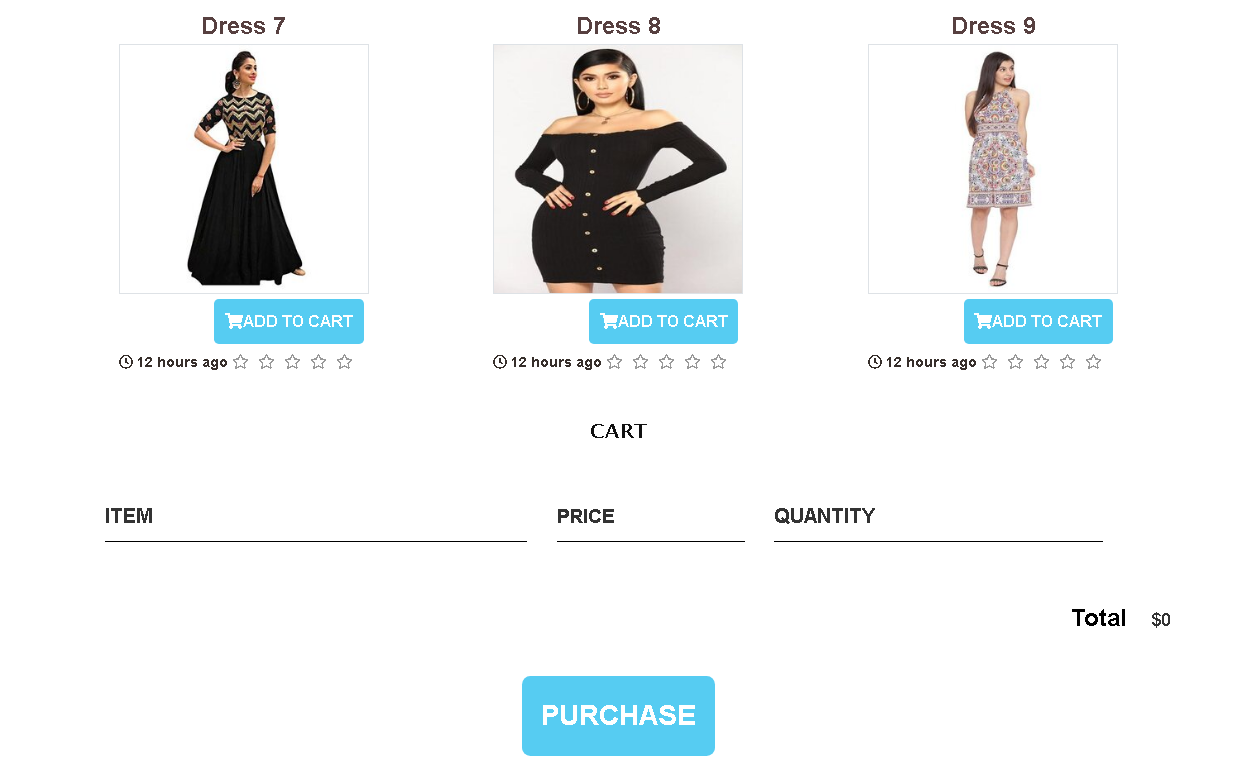 Dress 7
Dress 8
Dress 9
ADD TO CART
ADD TO CART
ADD TO CART
12 hours ago
12 hours ago
12 hours ago
CART
ITEM
PRICE
QUANTITY
Total $0
PURCHASE